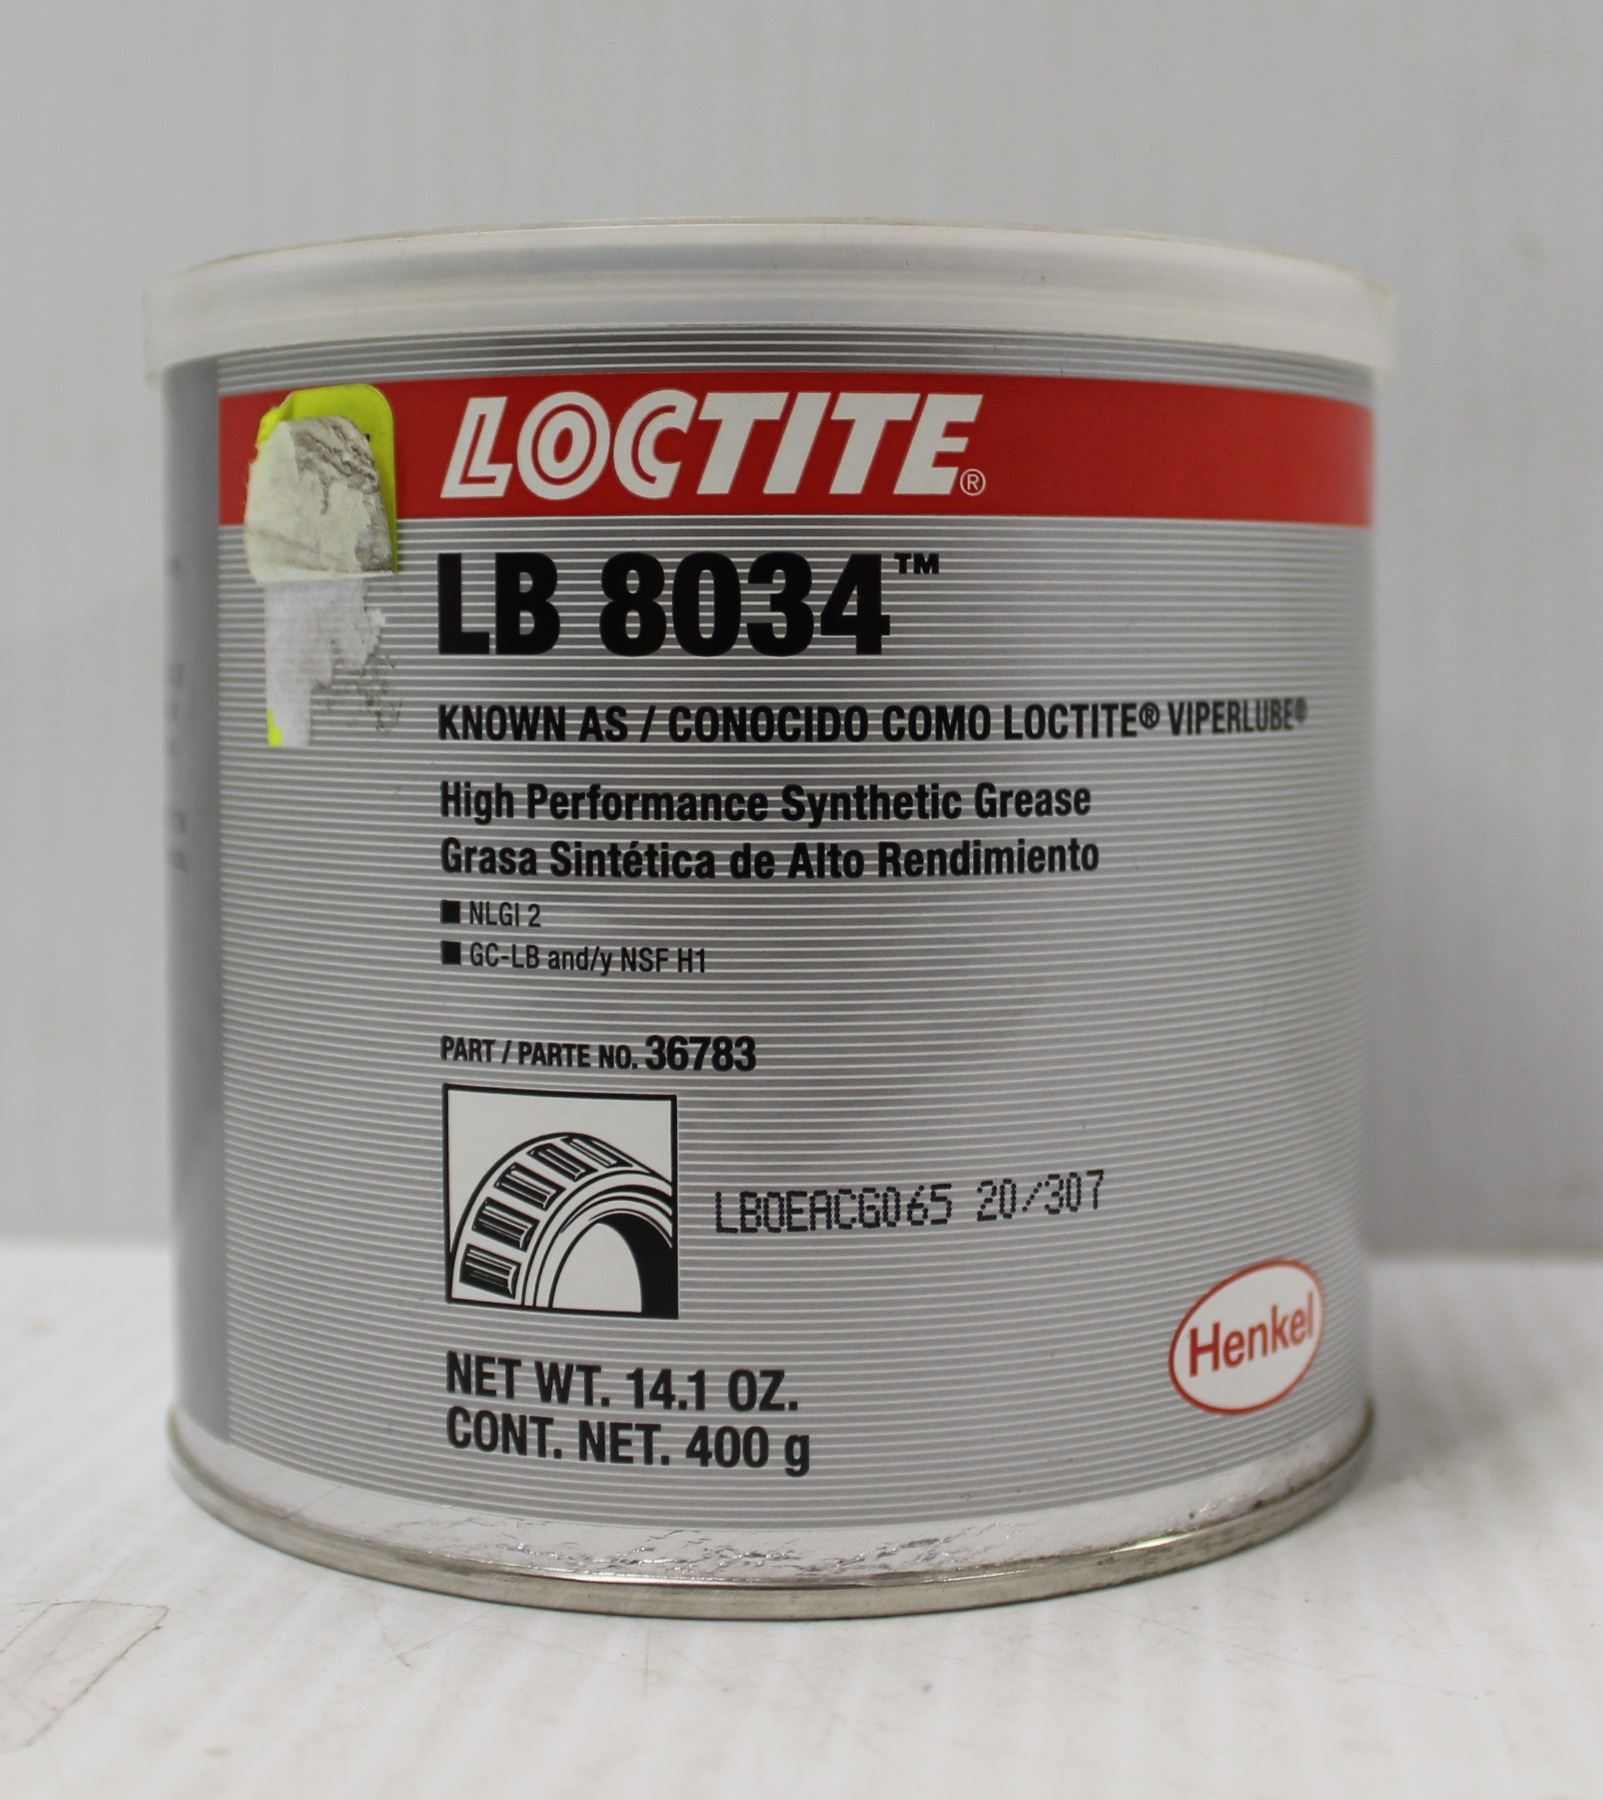 LOCTITE®
LB 8034™
KNOWN AS / CONOCIDO COMO LOCTITE® VIPERLUBE®
High Performance Synthetic Grease
Grasa Sintética de Alto Rendimiento
■ NLGI 2
■ GC-LB and/y NSF H1
PART / PARTE NO. 36783
LB0EACG065 20/307
Henkel
NET WT. 14.1 OZ.
CONT. NET. 400 g